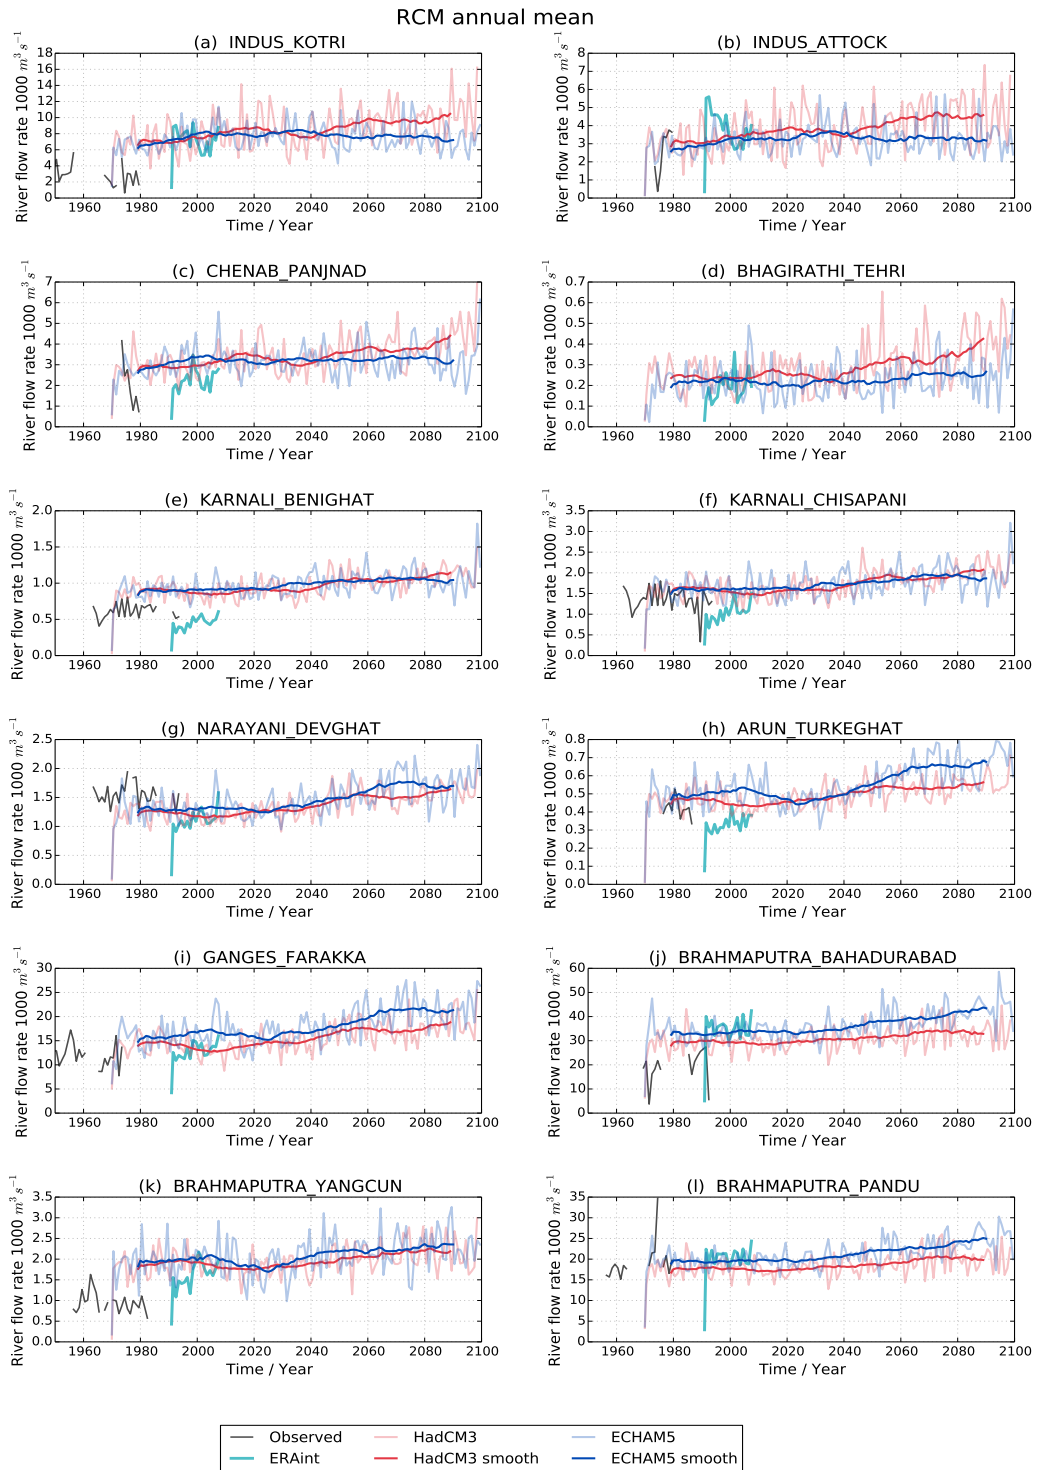 RCM annual mean
(a) INDUS_KOTRI
River flow rate 1000 m³s⁻¹
18
16
14
12
10
8
6
4
2
0
1960 1980 2000 2020 2040 2060 2080 2100
Time / Year
(b) INDUS_ATTOCK
River flow rate 1000 m³s⁻¹
8
7
6
5
4
3
2
1
0
1960 1980 2000 2020 2040 2060 2080 2100
Time / Year
(c) CHENAB_PANJNAD
River flow rate 1000 m³s⁻¹
7
6
5
4
3
2
1
0
1960 1980 2000 2020 2040 2060 2080 2100
Time / Year
(d) BHAGIRATHI_TEHRI
River flow rate 1000 m³s⁻¹
0.7
0.6
0.5
0.4
0.3
0.2
0.1
0.0
1960 1980 2000 2020 2040 2060 2080 2100
Time / Year
(e) KARNALI_BENIGHAT
River flow rate 1000 m³s⁻¹
2.0
1.5
1.0
0.5
0.0
1960 1980 2000 2020 2040 2060 2080 2100
Time / Year
(f) KARNALI_CHISAPANI
River flow rate 1000 m³s⁻¹
3.5
3.0
2.5
2.0
1.5
1.0
0.5
0.0
1960 1980 2000 2020 2040 2060 2080 2100
Time / Year
(g) NARAYANI_DEVGHAT
River flow rate 1000 m³s⁻¹
2.5
2.0
1.5
1.0
0.5
0.0
1960 1980 2000 2020 2040 2060 2080 2100
Time / Year
(h) ARUN_TURKEGHAT
River flow rate 1000 m³s⁻¹
0.8
0.7
0.6
0.5
0.4
0.3
0.2
0.1
0.0
1960 1980 2000 2020 2040 2060 2080 2100
Time / Year
(i) GANGES_FARAKKA
River flow rate 1000 m³s⁻¹
30
25
20
15
10
5
0
1960 1980 2000 2020 2040 2060 2080 2100
Time / Year
(j) BRAHMAPUTRA_BAHADURABAD
River flow rate 1000 m³s⁻¹
60
50
40
30
20
10
0
1960 1980 2000 2020 2040 2060 2080 2100
Time / Year
(k) BRAHMAPUTRA_YANGCUN
River flow rate 1000 m³s⁻¹
3.5
3.0
2.5
2.0
1.5
1.0
0.5
0.0
1960 1980 2000 2020 2040 2060 2080 2100
Time / Year
(l) BRAHMAPUTRA_PANDU
River flow rate 1000 m³s⁻¹
35
30
25
20
15
10
5
0
1960 1980 2000 2020 2040 2060 2080 2100
Time / Year
Observed HadCM3 ECHAM5
ERAint HadCM3 smooth ECHAM5 smooth